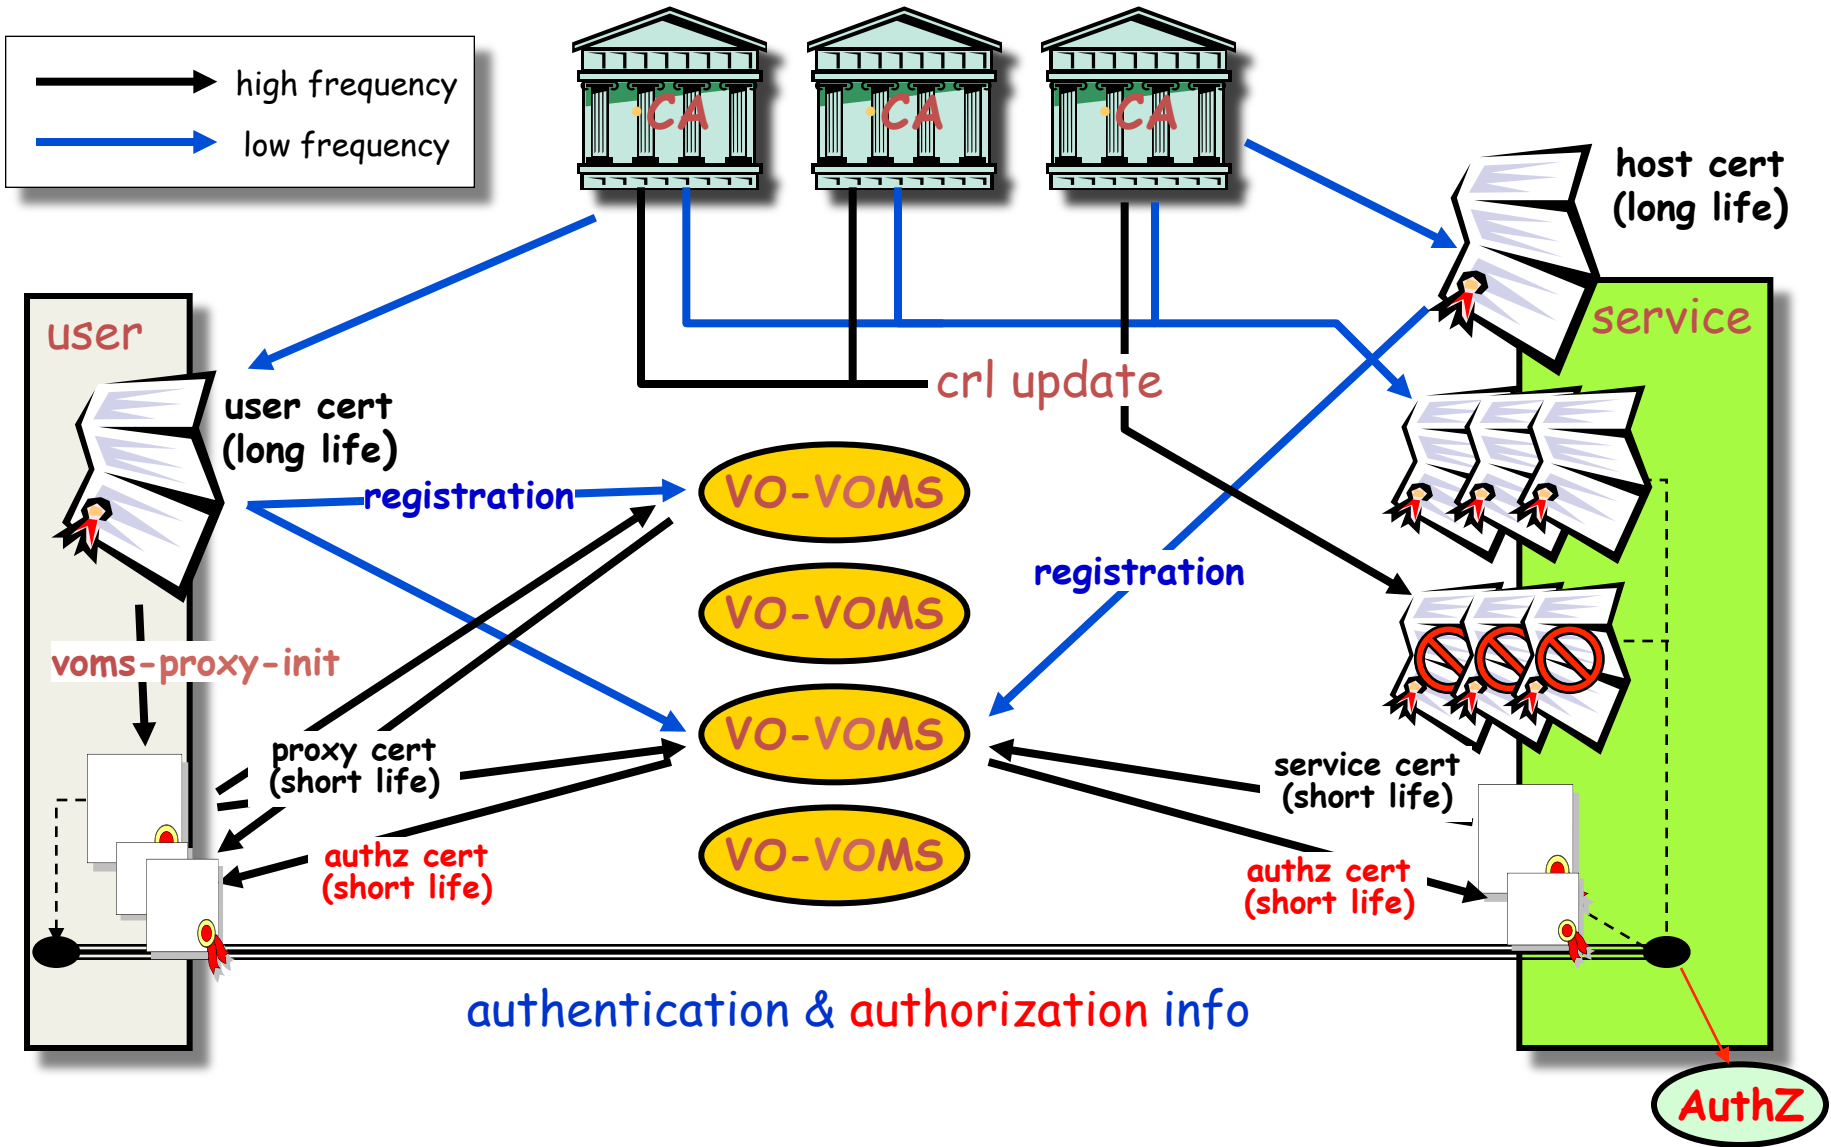 high frequency
low frequency
CA
CA
CA
host cert
(long life)
user
service
crl update
user cert
(long life)
registration
VO-VOMS
VO-VOMS
registration
voms-proxy-init
VO-VOMS
proxy cert
(short life)
service cert
(short life)
VO-VOMS
authz cert
(short life)
authz cert
(short life)
authentication & authorization info
AuthZ